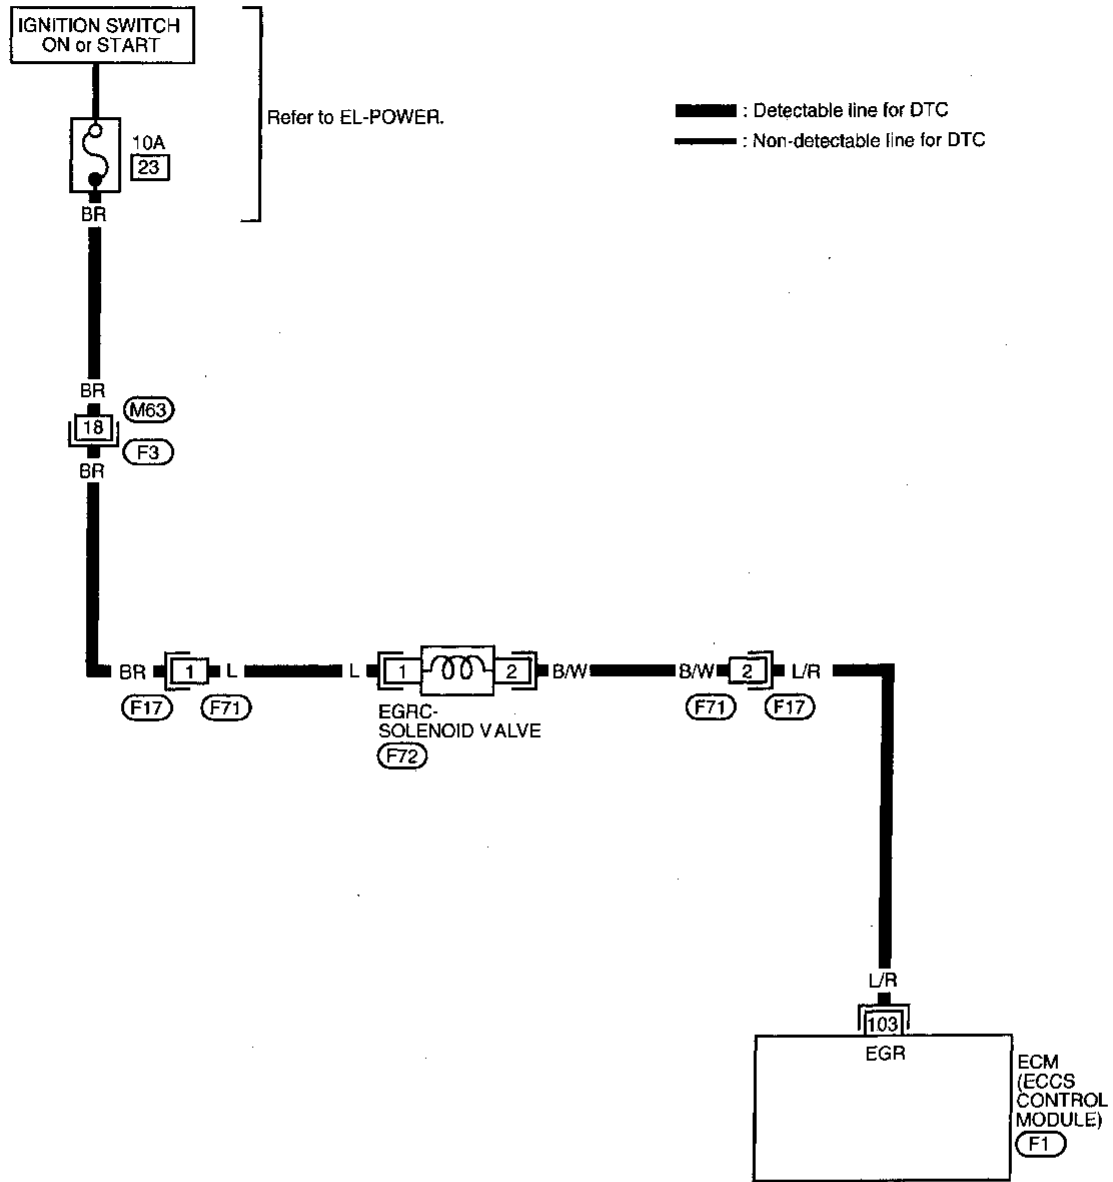 IGNITION SWITCH
ON or START
Refer to EL-POWER.
: Detectable line for DTC
: Non-detectable line for DTC
10A
23
BR
BR
M63
18
F3
BR
BR
1
L
L
1
2
B/W
B/W
2
L/R
F17
F71
EGRC-
SOLENOID VALVE
F72
F71
F17
L/R
103
EGR
ECM
(ECCS
CONTROL
MODULE)
F1